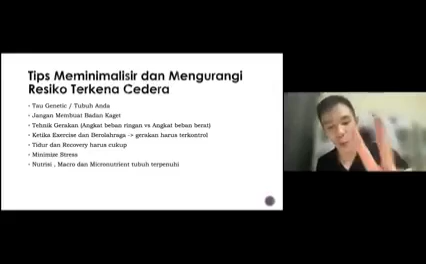 Tips Meminimalisir dan Mengurangi
Resiko Terkena Cedera
Tau Genetic / Tubuh Anda
Jangan Membuat Badan Kaget
Tehnik Gerakan (Angkat beban ringan vs Angkat beban berat)
Ketika Exercise dan Berolahraga -> gerakan harus terkontrol
Tidur dan Recovery harus cukup
Minimize Stress
Nutrisi , Macro dan Micronutrient tubuh terpenuhi